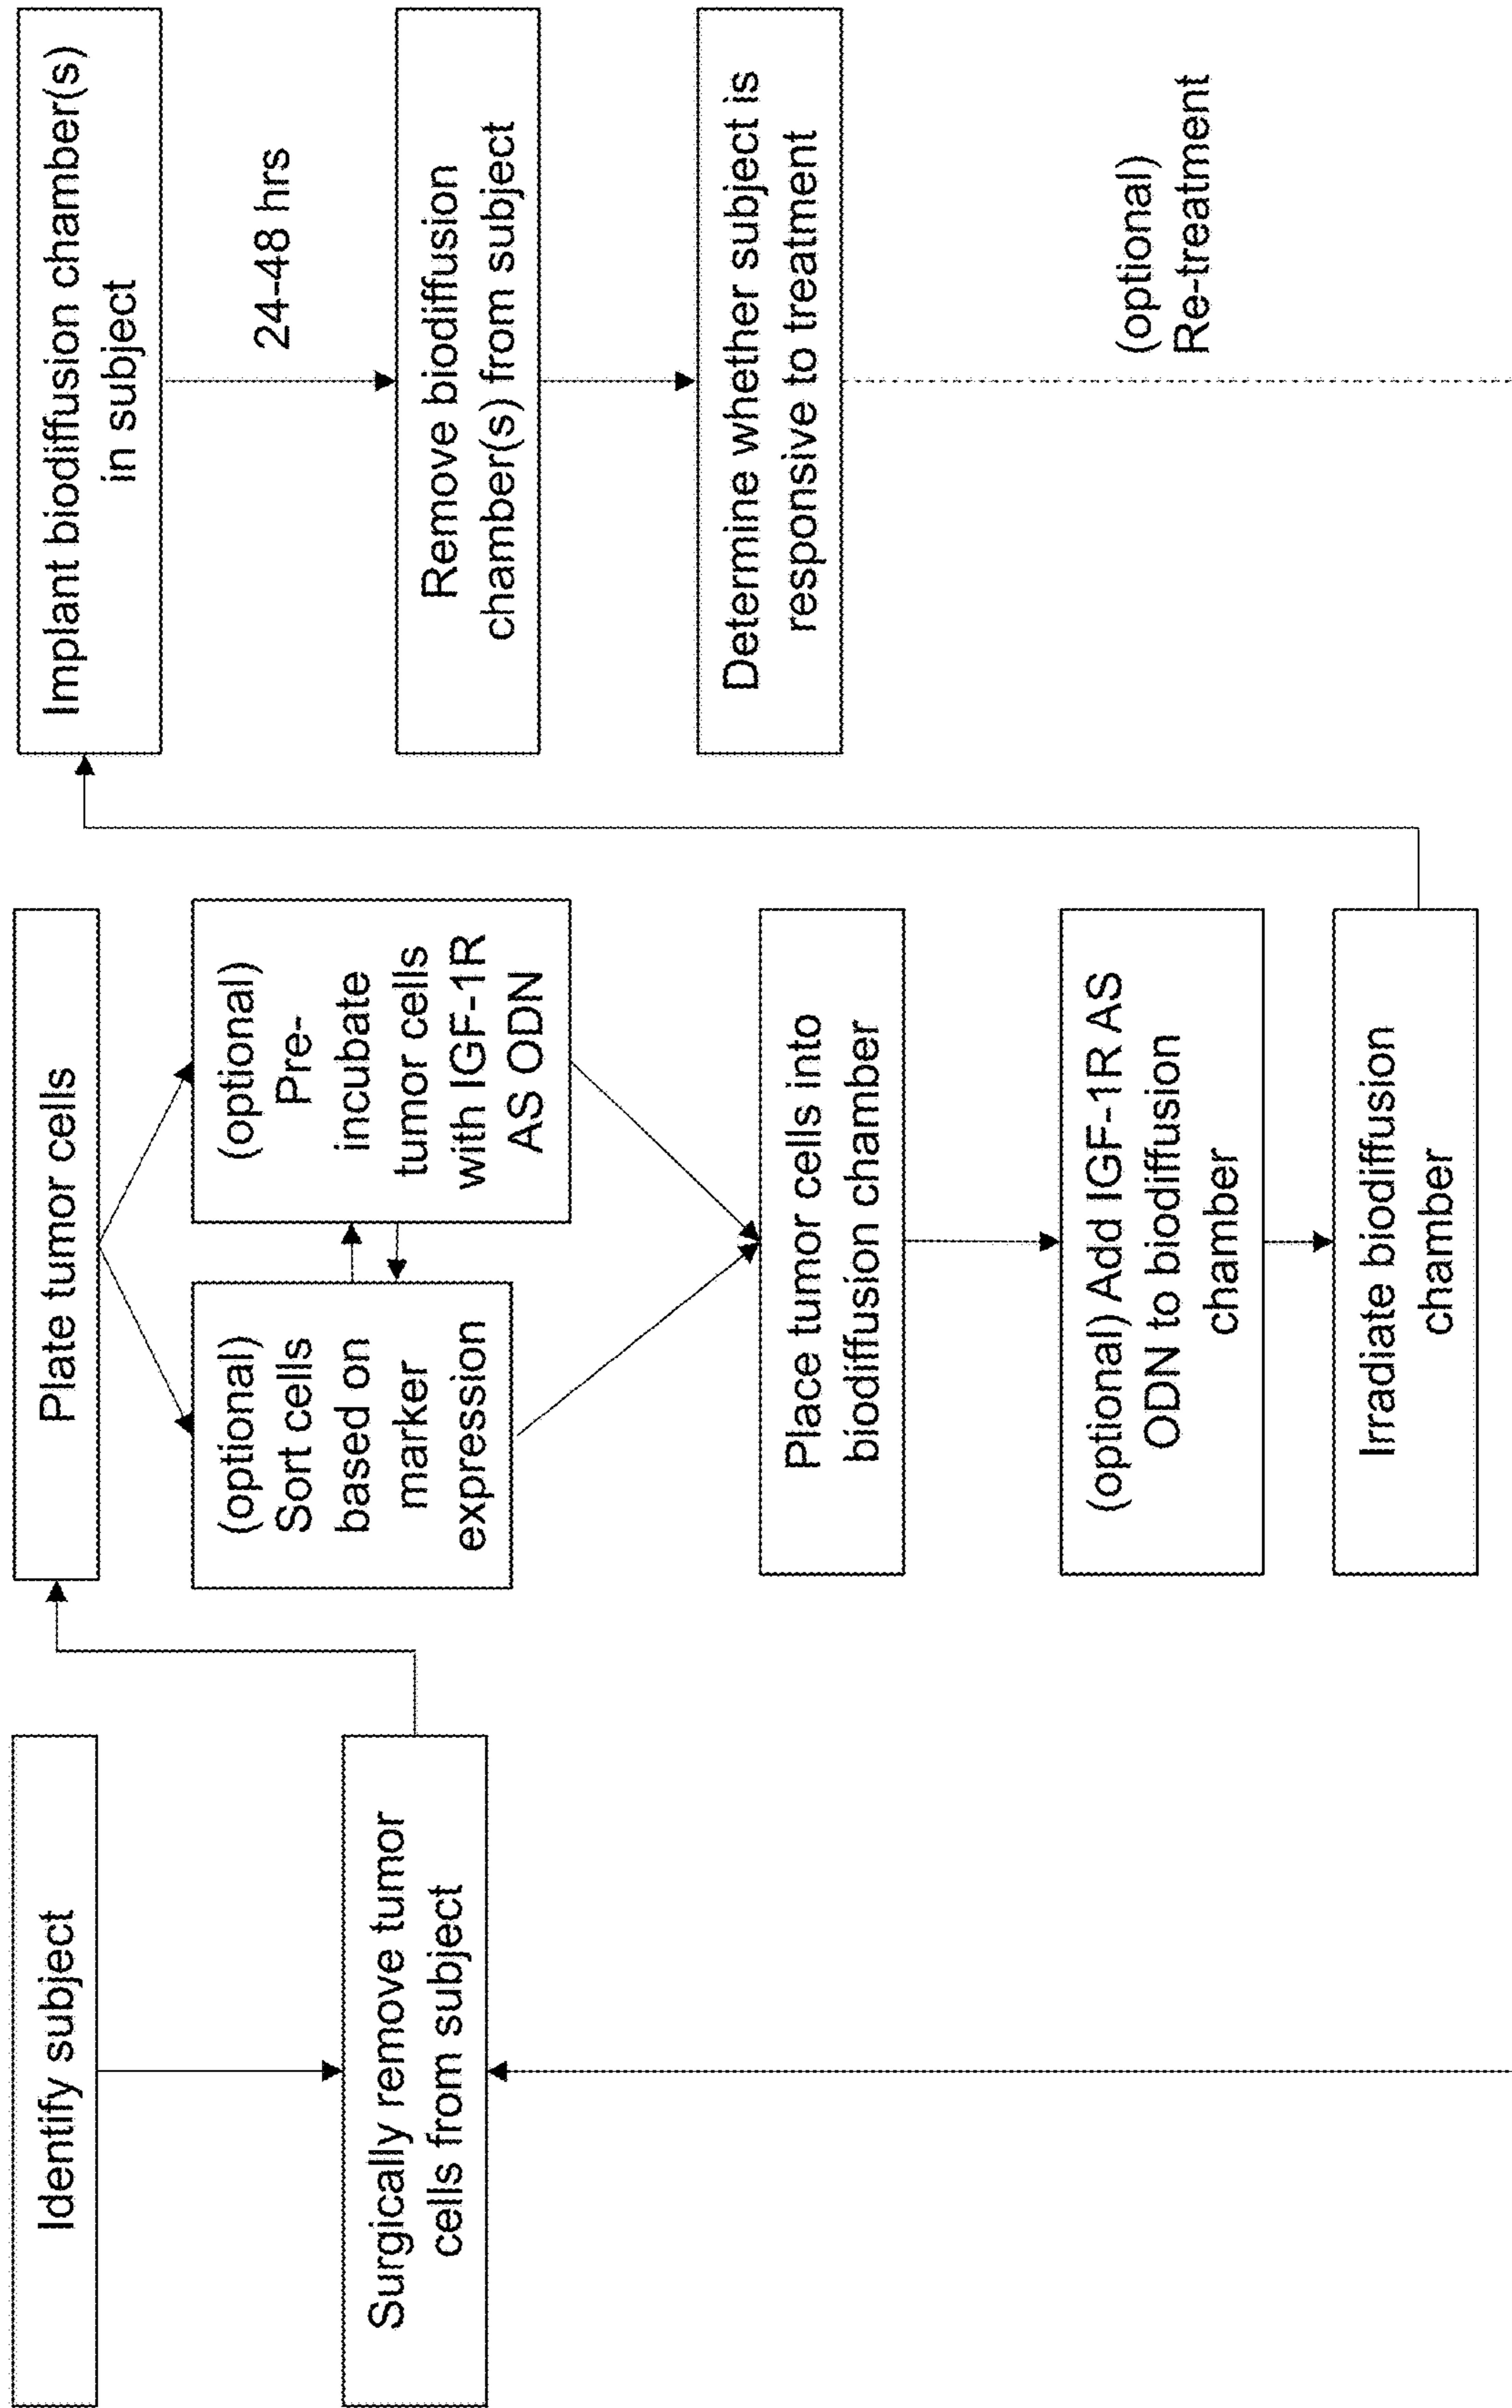 Identify subject
Surgically remove tumor
cells from subject
Plate tumor cells
(optional)
Sort cells
based on
marker
expression
(optional)
Pre-
incubate
tumor cells
with IGF-1R
AS ODN
Place tumor cells into
biodiffusion chamber
(optional) Add IGF-1R AS
ODN to biodiffusion
chamber
Irradiate biodiffusion
chamber
Implant biodiffusion chamber(s)
in subject
24-48 hrs
Remove biodiffusion
chamber(s) from subject
Determine whether subject is
responsive to treatment
(optional)
Re-treatment